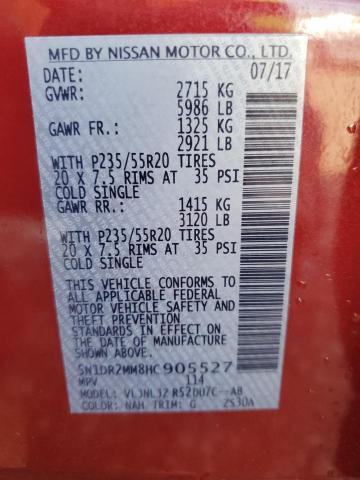 MFD BY NISSAN MOTOR CO., LTD.
DATE: 07/17
GVWR: 2715 KG
5986 LB
GAWR FR.: 1325 KG
2921 LB
WITH P235/55R20 TIRES
20 X 7.5 RIMS AT 35 PSI
COLD SINGLE
GAWR RR.: 1415 KG
3120 LB
WITH P235/55R20 TIRES
20 X 7.5 RIMS AT 35 PSI
COLD SINGLE
THIS VEHICLE CONFORMS TO
ALL APPLICABLE FEDERAL
MOTOR VEHICLE SAFETY AND
THEFT PREVENTION
STANDARDS IN EFFECT ON
THE DATE OF MANUFACTURE
SHOWN ABOVE.
5N1DR2MM8HC905527
MPV 114
MODEL:
COLOR: NAH TRIM: G 2S30A